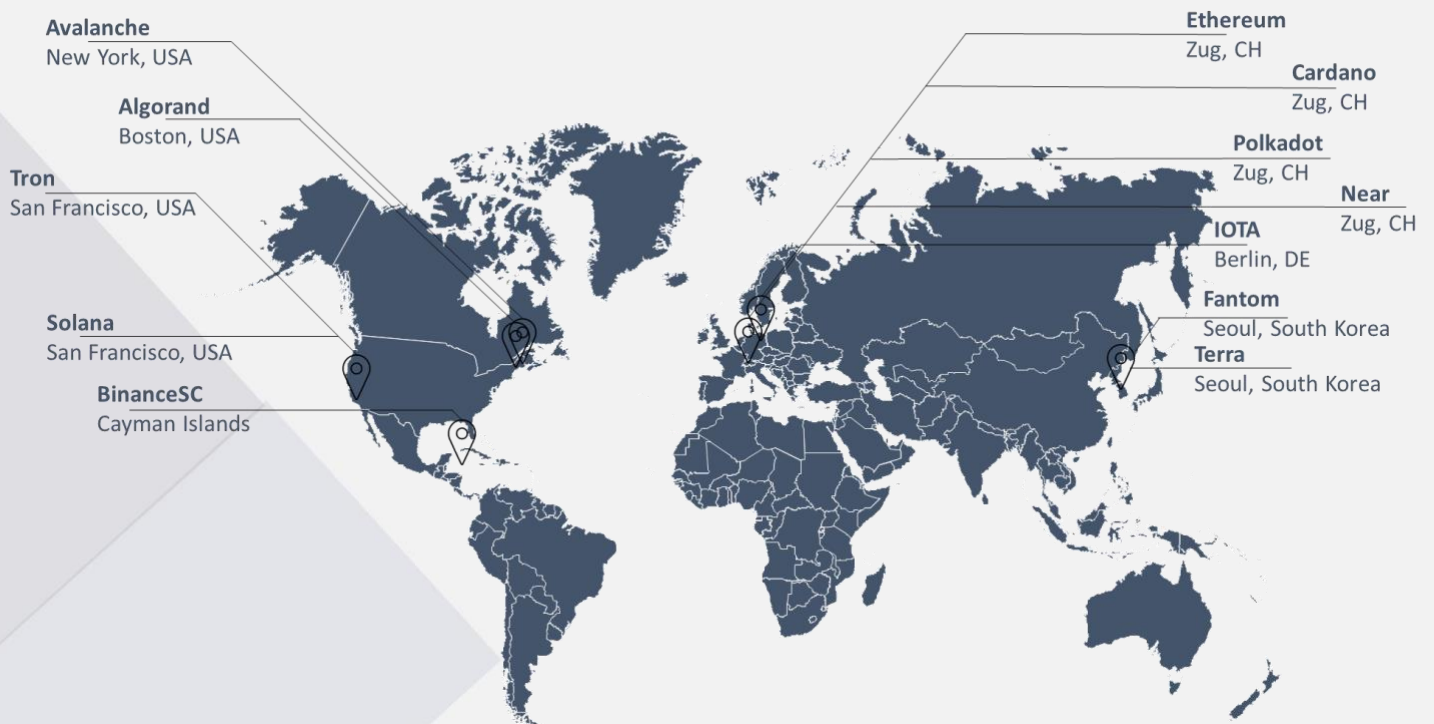 Avalanche
New York, USA
Algorand
Boston, USA
Tron
San Francisco, USA
Solana
San Francisco, USA
BinanceSC
Cayman Islands
Ethereum
Zug, CH
Cardano
Zug, CH
Polkadot
Zug, CH
Near
Zug, CH
IOTA
Berlin, DE
Fantom
Seoul, South Korea
Terra
Seoul, South Korea